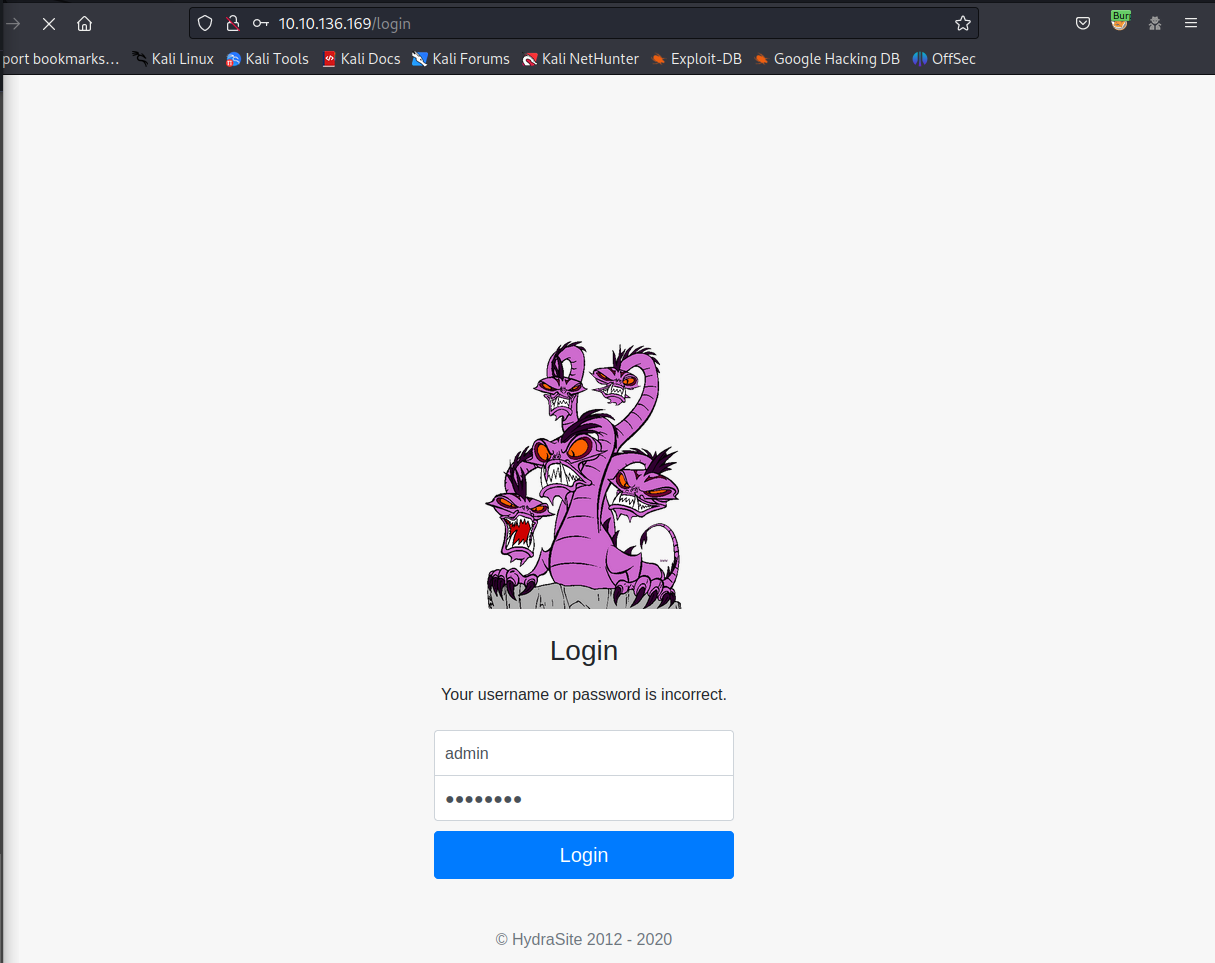 10.10.136.169/login
Burp
port bookmarks… Kali Linux Kali Tools Kali Docs Kali Forums Kali NetHunter Exploit-DB Google Hacking DB OffSec
Login
Your username or password is incorrect.
admin
●●●●●●●●
Login
© HydraSite 2012 - 2020